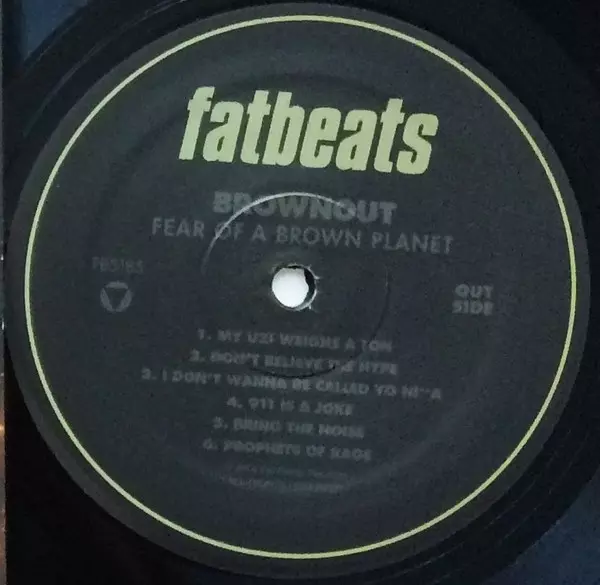 fatbeats
BROWNOUT
FEAR OF A BROWN PLANET
FB5185
OUT
SIDE
1. MY UZI WEIGHS A TON
2. DON'T BELIEVE THE HYPE
3. I DON'T WANNA BE CALLED YO NI**A
4. 911 IS A JOKE
5. BRING THE NOISE
6. PROPHETS OF RAGE